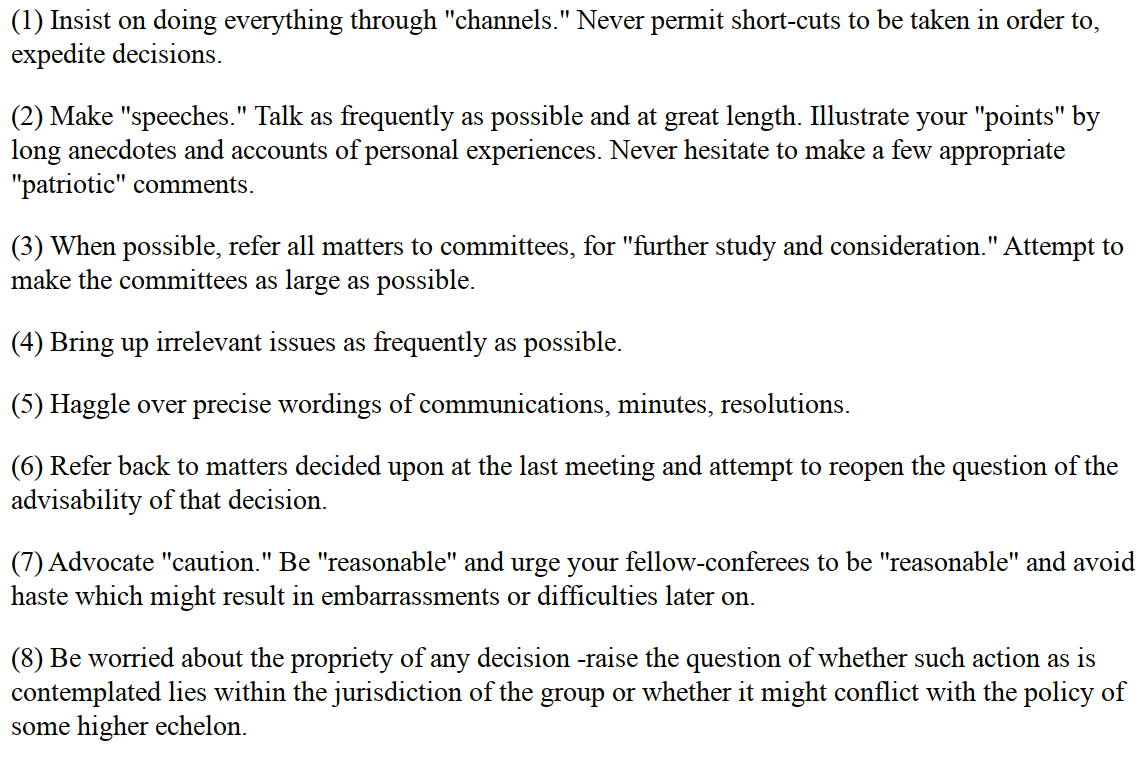 (1) Insist on doing everything through "channels." Never permit short-cuts to be taken in order to,
expedite decisions.
(2) Make "speeches." Talk as frequently as possible and at great length. Illustrate your "points" by
long anecdotes and accounts of personal experiences. Never hesitate to make a few appropriate
"patriotic" comments.
(3) When possible, refer all matters to committees, for "further study and consideration." Attempt to
make the committees as large as possible.
(4) Bring up irrelevant issues as frequently as possible.
(5) Haggle over precise wordings of communications, minutes, resolutions.
(6) Refer back to matters decided upon at the last meeting and attempt to reopen the question of the
advisability of that decision.
(7) Advocate "caution." Be "reasonable" and urge your fellow-conferees to be "reasonable" and avoid
haste which might result in embarrassments or difficulties later on.
(8) Be worried about the propriety of any decision -raise the question of whether such action as is
contemplated lies within the jurisdiction of the group or whether it might conflict with the policy of
some higher echelon.